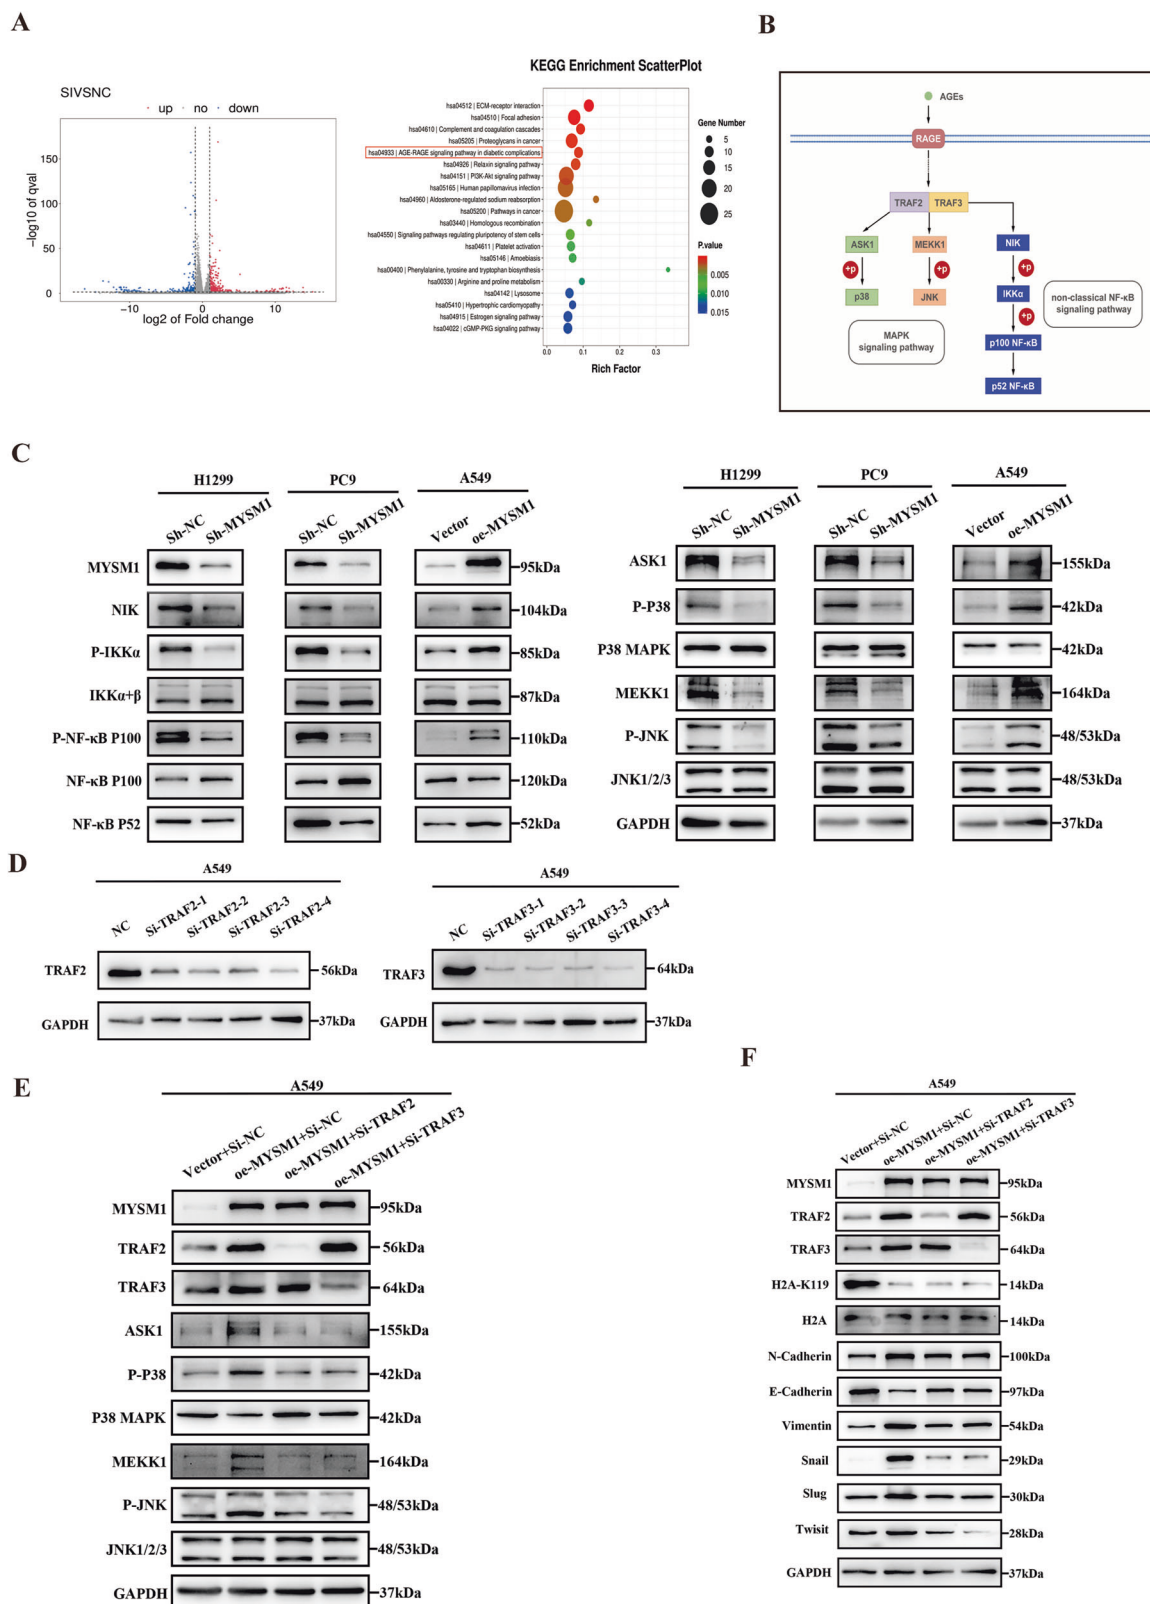 A
SIVSNC
up no down
−log10 of qval
150
100
50
0
−10 0 10
log2 of Fold change
KEGG Enrichment ScatterPlot
hsa04512 | ECM-receptor interaction
hsa04510 | Focal adhesion
hsa04610 | Complement and coagulation cascades
hsa05205 | Proteoglycans in cancer
hsa04933 | AGE-RAGE signaling pathway in diabetic complications
hsa04926 | Relaxin signaling pathway
hsa04151 | PI3K-Akt signaling pathway
hsa05165 | Human papillomavirus infection
hsa04960 | Aldosterone-regulated sodium reabsorption
hsa05200 | Pathways in cancer
hsa03440 | Homologous recombination
hsa04550 | Signaling pathways regulating pluripotency of stem cells
hsa04611 | Platelet activation
hsa05146 | Amoebiasis
hsa00400 | Phenylalanine, tyrosine and tryptophan biosynthesis
hsa00330 | Arginine and proline metabolism
hsa04142 | Lysosome
hsa05410 | Hypertrophic cardiomyopathy
hsa04915 | Estrogen signaling pathway
hsa04022 | cGMP-PKG signaling pathway
0.0 0.1 0.2 0.3
Rich Factor
Gene Number
5
10
15
20
25
P.value
0.005
0.010
0.015
B
AGEs
RAGE
TRAF2 TRAF3
ASK1 MEKK1 NIK
+p +p +p
p38 JNK IKKα
+p
non-classical NF-κB
signaling pathway
MAPK
signaling pathway
p100 NF-κB
p52 NF-κB
C
H1299 PC9 A549
Sh-NC Sh-MYSM1 Sh-NC Sh-MYSM1 Vector oe-MYSM1
MYSM1 95kDa
NIK 104kDa
P-IKKα 85kDa
IKKα+β 87kDa
P-NF-κB P100 110kDa
NF-κB P100 120kDa
NF-κB P52 52kDa
H1299 PC9 A549
Sh-NC Sh-MYSM1 Sh-NC Sh-MYSM1 Vector oe-MYSM1
ASK1 155kDa
P-P38 42kDa
P38 MAPK 42kDa
MEKK1 164kDa
P-JNK 48/53kDa
JNK1/2/3 48/53kDa
GAPDH 37kDa
D
A549
NC Si-TRAF2-1 Si-TRAF2-2 Si-TRAF2-3 Si-TRAF2-4
TRAF2 56kDa
GAPDH 37kDa
A549
NC Si-TRAF3-1 Si-TRAF3-2 Si-TRAF3-3 Si-TRAF3-4
TRAF3 64kDa
GAPDH 37kDa
E
A549
Vector+Si-NC oe-MYSM1+Si-NC oe-MYSM1+Si-TRAF2 oe-MYSM1+Si-TRAF3
MYSM1 95kDa
TRAF2 56kDa
TRAF3 64kDa
ASK1 155kDa
P-P38 42kDa
P38 MAPK 42kDa
MEKK1 164kDa
P-JNK 48/53kDa
JNK1/2/3 48/53kDa
GAPDH 37kDa
F
A549
Vector+Si-NC oe-MYSM1+Si-NC oe-MYSM1+Si-TRAF2 oe-MYSM1+Si-TRAF3
MYSM1 95kDa
TRAF2 56kDa
TRAF3 64kDa
H2A-K119 14kDa
H2A 14kDa
N-Cadherin 100kDa
E-Cadherin 97kDa
Vimentin 54kDa
Snail 29kDa
Slug 30kDa
Twisit 28kDa
GAPDH 37kDa